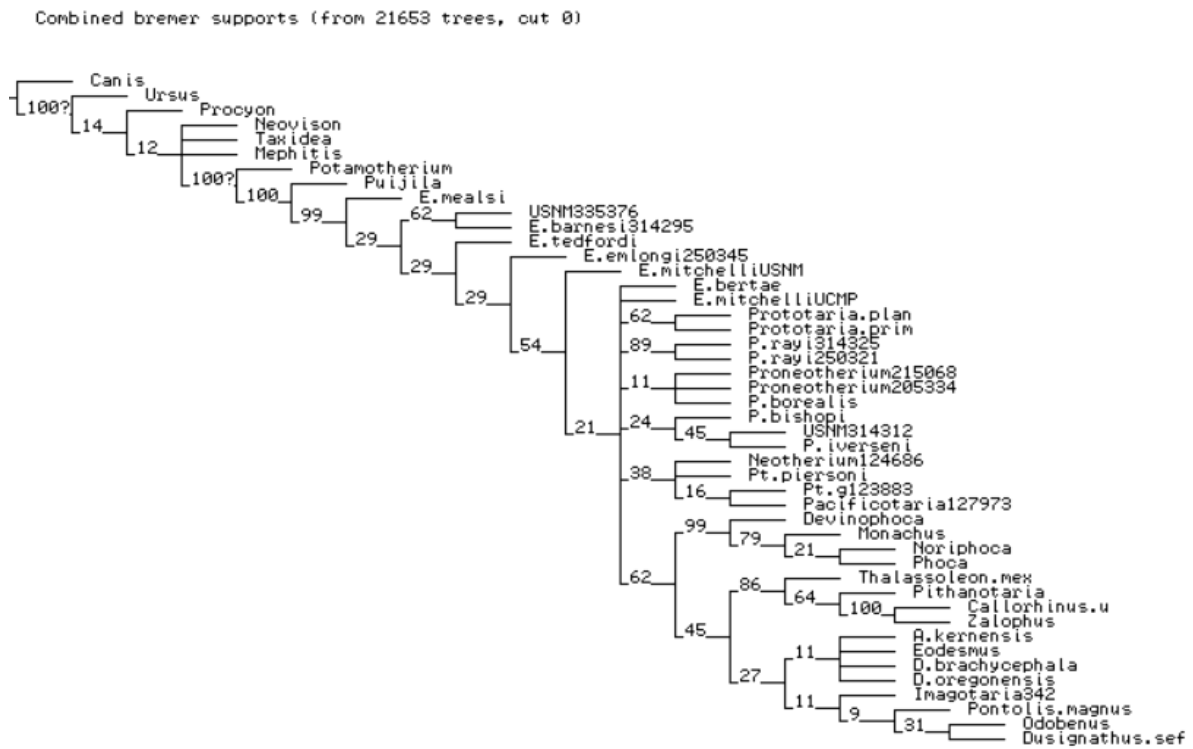 Combined bremer supports (from 21653 trees, cut 0)
Canis
100? Ursus
14 Procyon
Neovison
Taxidea
12 Mephitis
Potamotherium
100? Puijila
100 E.mealsi
99 62 USNM335376
E.barnesi314295
29 E.tedfordi
E.emlongi250345
29 E.mitchelliUSNM
E.bertae
29 E.mitchelliUCMP
62 Prototaria.plan
Prototaria.prim
54 89 P.rayi314325
P.rayi250321
Proneotherium215068
11 Proneotherium205334
P.borealis
24 P.bishopi
21 45 USNM314312
P.iverseni
Neotherium124686
38 Pt.piersoni
16 Pt.g123883
Pacificotaria127973
99 Devinophoca
79 Monachus
21 Noriphoca
Phoca
62 86 Thalassoleon.mex
64 Pithanotaria
100 Callorhinus.u
Zalophus
45 A.kernensis
11 Eodesmus
D.brachycephala
27 D.oregonensis
11 Imagotaria342
9 Pontolis.magnus
31 Odobenus
Dusignathus.sef